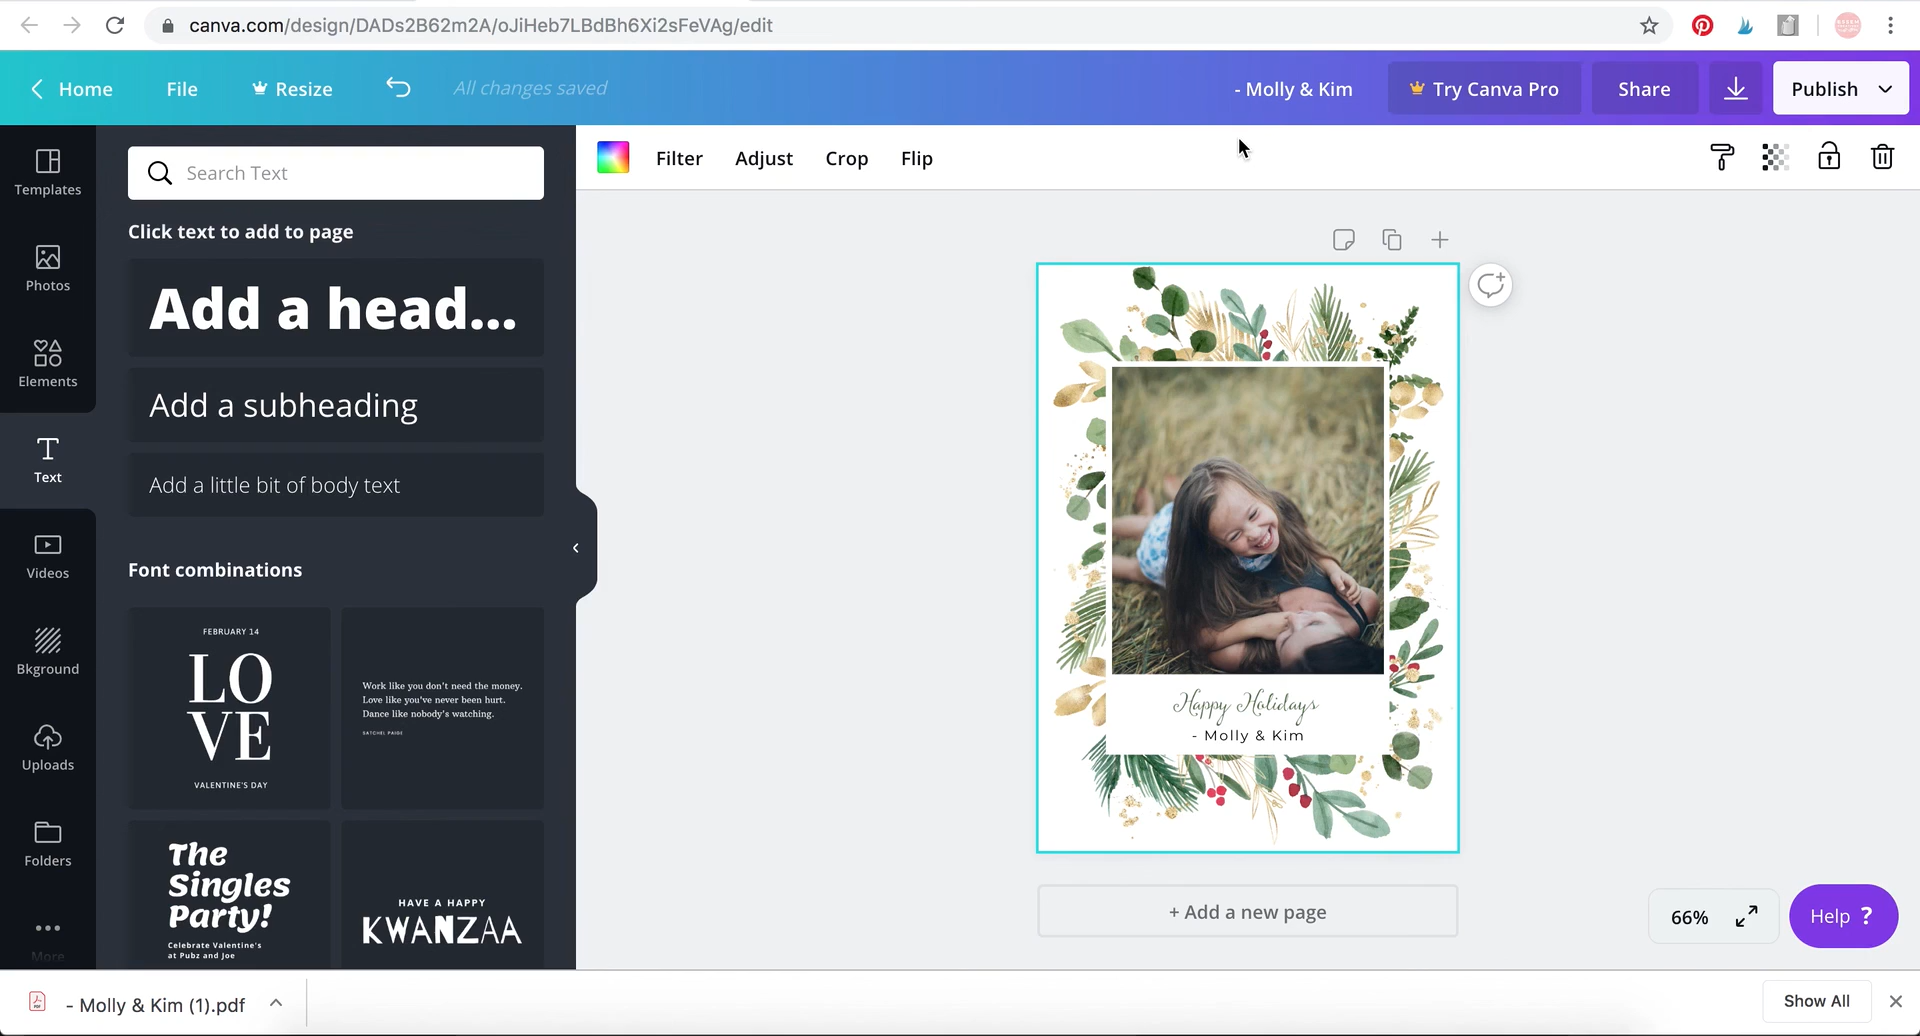 canva.com/design/DADs2B62m2A/oJiHeb7LBdBh6Xi2sFeVAg/edit
Home File Resize All changes saved - Molly & Kim Try Canva Pro Share Publish
Templates
Photos
Elements
Text
Videos
Bkground
Uploads
Folders
More
Search Text
Click text to add to page
Add a head...
Add a subheading
Add a little bit of body text
Font combinations
FEBRUARY 14
LO
VE
VALENTINE'S DAY
Work like you don't need the money.
Love like you've never been hurt.
Dance like nobody's watching.
SATCHEL PAIGE
The
Singles
Party!
Celebrate Valentine's
at Pubz and Joe
HAVE A HAPPY
KWANZAA
Filter Adjust Crop Flip
Happy Holidays
- Molly & Kim
+ Add a new page
66%
Help ?
- Molly & Kim (1).pdf
Show All